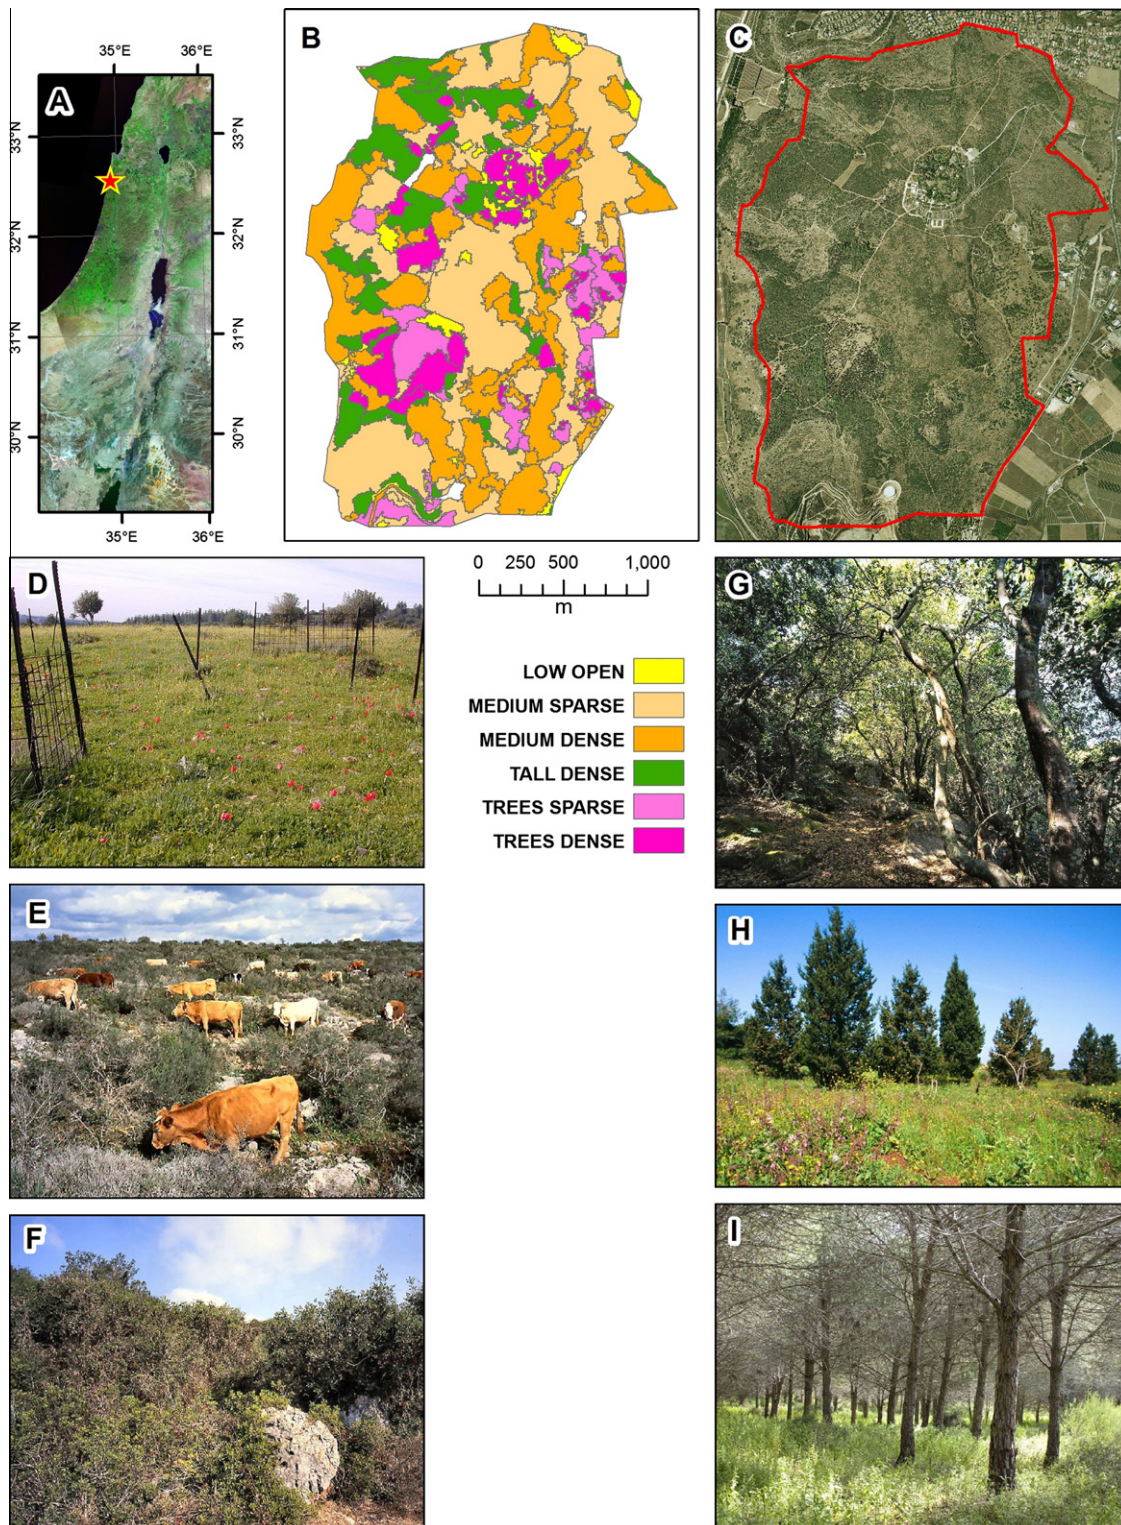 35°E
36°E
A
33°N
32°N
31°N
30°N
33°N
32°N
31°N
30°N
35°E
36°E
B
C
D
0 250 500 1,000
m
LOW OPEN
MEDIUM SPARSE
MEDIUM DENSE
TALL DENSE
TREES SPARSE
TREES DENSE
G
E
H
F
I